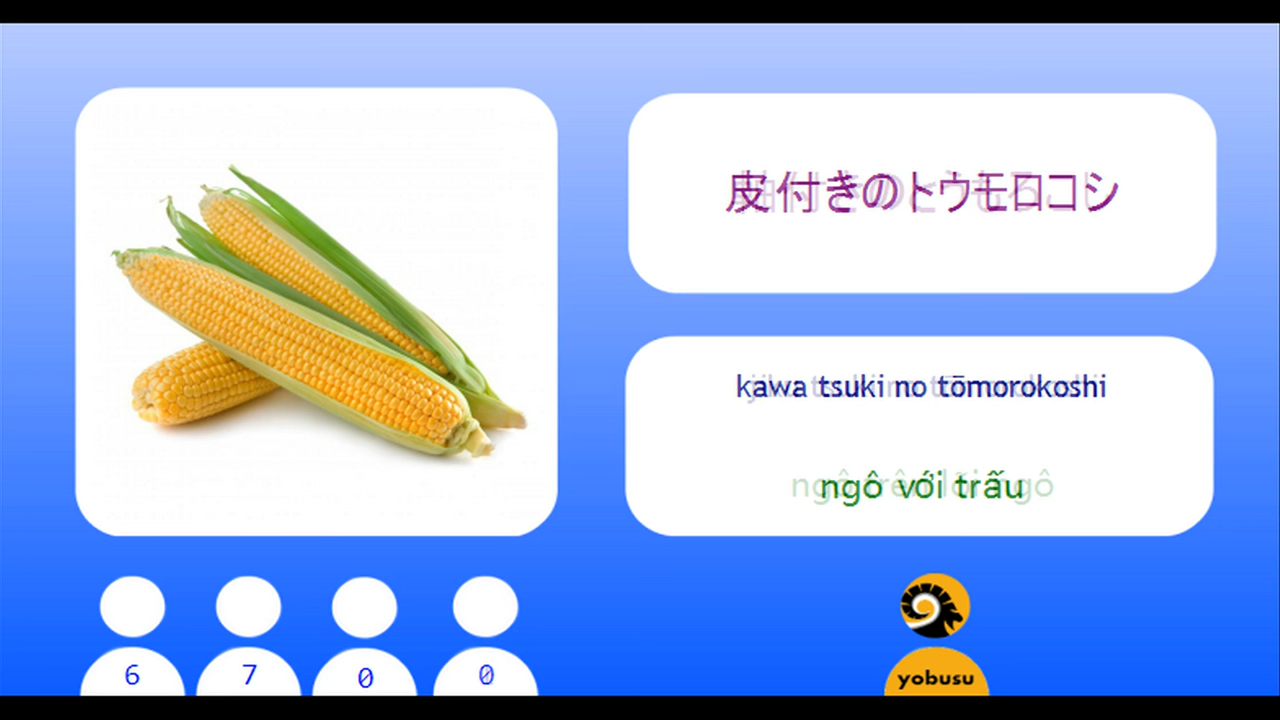 皮付きのトウモロコシ
kawa tsuki no tōmorokoshi
ngô với trấu
6 7 0 0
yobusu